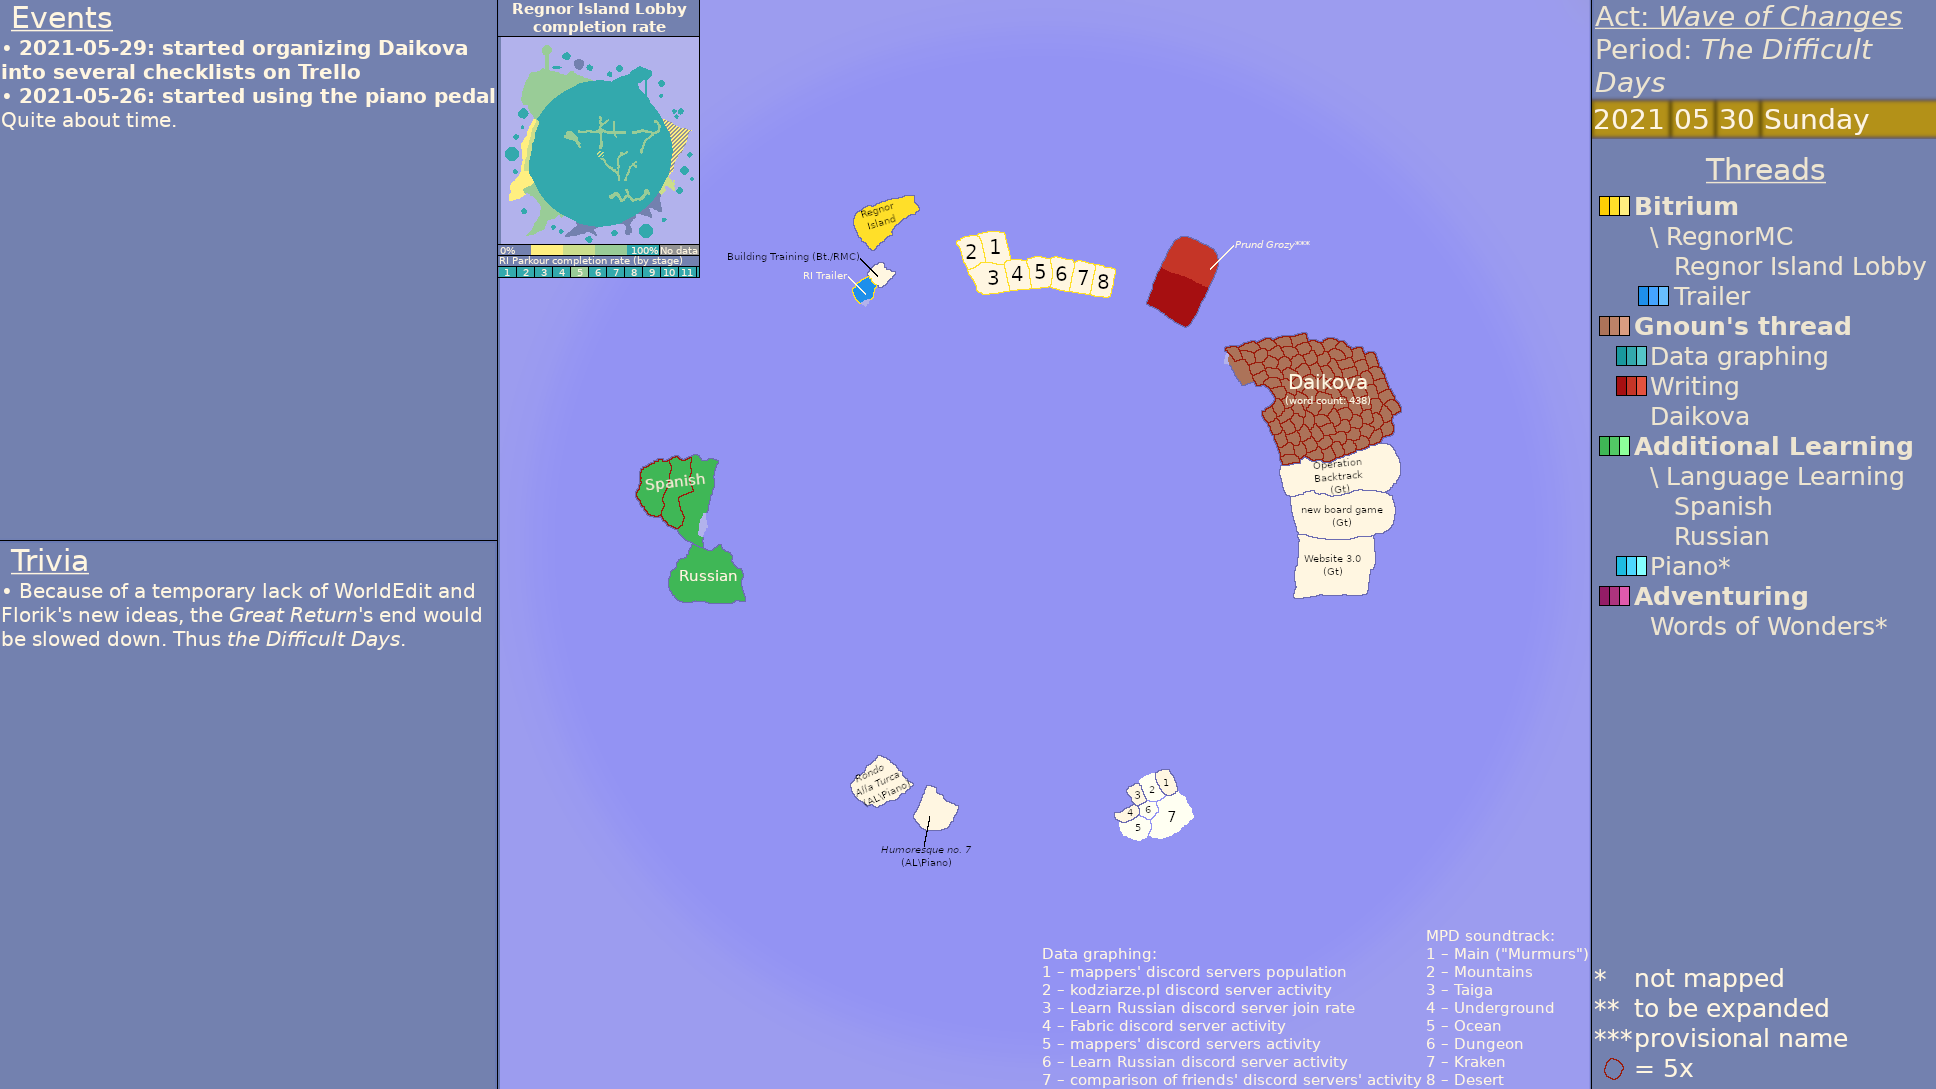 Events
• 2021-05-29: started organizing Daikova
into several checklists on Trello
• 2021-05-26: started using the piano pedal
Quite about time.
Trivia
• Because of a temporary lack of WorldEdit and
Florik's new ideas, the Great Return's end would
be slowed down. Thus the Difficult Days.
Regnor Island Lobby
completion rate
0% 100% No data
RI Parkour completion rate (by stage)
1 2 3 4 5 6 7 8 9 10 11
Regnor
Island
Building Training (Bt./RMC)
RI Trailer
2 1
3 4 5 6 7 8
Prund Grozy***
Daikova
(word count: 438)
Operation
Backtrack
(Gt)
new board game
(Gt)
Website 3.0
(Gt)
Spanish
Russian
Rondo
Alla Turca
(AL\Piano)
Humoresque no. 7
(AL\Piano)
1
2
3
6
4
7
5
Data graphing:
1 – mappers' discord servers population
2 – kodziarze.pl discord server activity
3 – Learn Russian discord server join rate
4 – Fabric discord server activity
5 – mappers' discord servers activity
6 – Learn Russian discord server activity
7 – comparison of friends' discord servers' activity
MPD soundtrack:
1 – Main ("Murmurs")
2 – Mountains
3 – Taiga
4 – Underground
5 – Ocean
6 – Dungeon
7 – Kraken
8 – Desert
Act: Wave of Changes
Period: The Difficult
Days
2021 05 30 Sunday
Threads
Bitrium
\ RegnorMC
Regnor Island Lobby
Trailer
Gnoun's thread
Data graphing
Writing
Daikova
Additional Learning
\ Language Learning
Spanish
Russian
Piano*
Adventuring
Words of Wonders*
* not mapped
** to be expanded
*** provisional name
= 5x